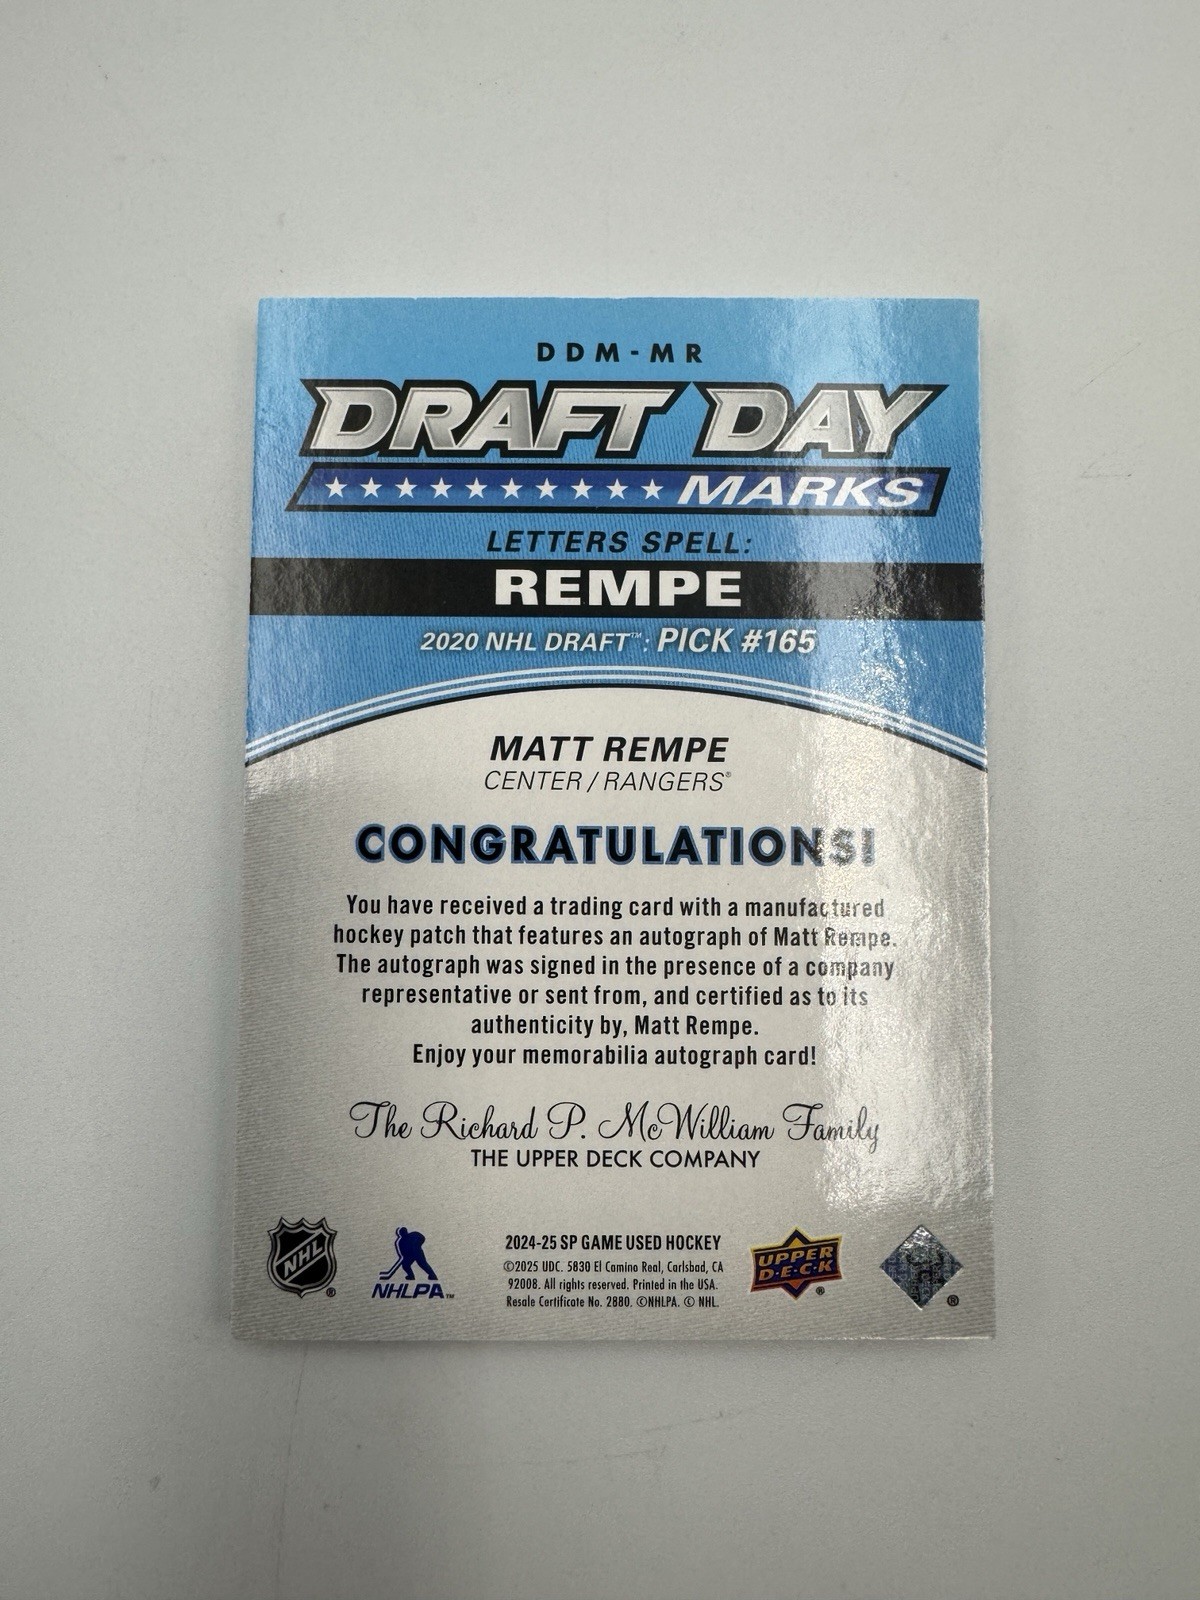 DDM-MR
DRAFT DAY
MARKS
LETTERS SPELL:
REMPE
2020 NHL DRAFT™: PICK #165
MATT REMPE
CENTER / RANGERS®
CONGRATULATIONS!
You have received a trading card with a manufactured
hockey patch that features an autograph of Matt Rempe.
The autograph was signed in the presence of a company
representative or sent from, and certified as to its
authenticity by, Matt Rempe.
Enjoy your memorabilia autograph card!
The Richard P. McWilliam Family
THE UPPER DECK COMPANY
NHL ®
NHLPA™
2024-25 SP GAME USED HOCKEY
©2025 UDC. 5830 El Camino Real, Carlsbad, CA
92008. All rights reserved. Printed in the USA.
Resale Certificate No. 2880. ©NHLPA. © NHL.
UPPER
D·E·C·K ®
®